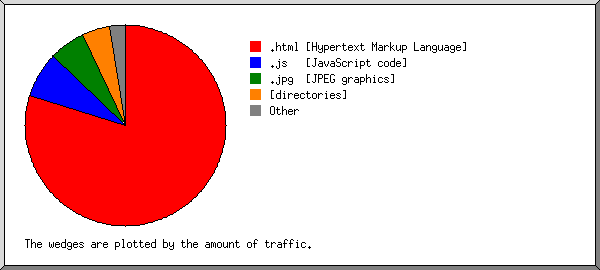 .html [Hypertext Markup Language]
.js   [JavaScript code]
.jpg  [JPEG graphics]
[directories]
Other
The wedges are plotted by the amount of traffic.